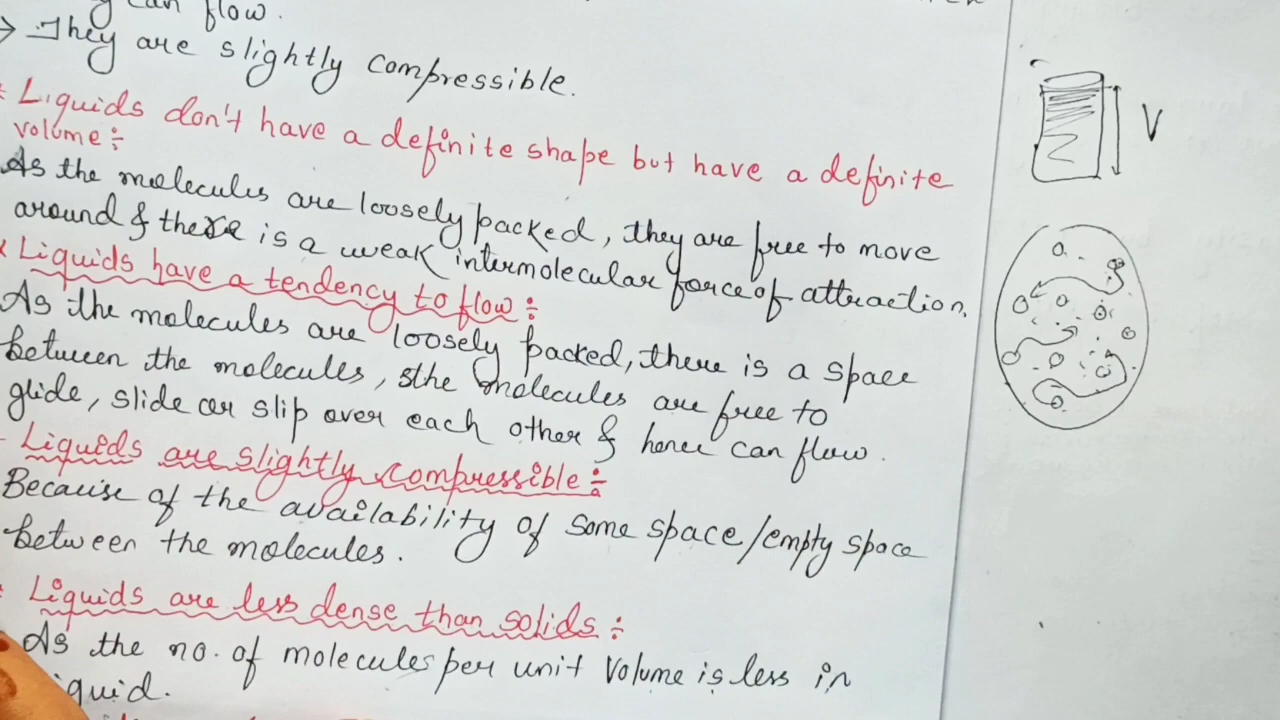 can flow.
→ They are slightly compressible.
Liquids don't have a definite shape but have a definite
volume ÷
As the molecules are loosely packed, they are free to move
around & there is a weak intermolecular force of attraction.
Liquids have a tendency to flow ÷
As the molecules are loosely packed, there is a space
between the molecules, sthe molecules are free to
glide, slide or slip over each other & hence can flow.
Liquids are slightly compressible ÷
Because of the availability of some space/empty space
between the molecules.
Liquids are less dense than solids ÷
As the no. of molecules per unit volume is less in
quid.
V